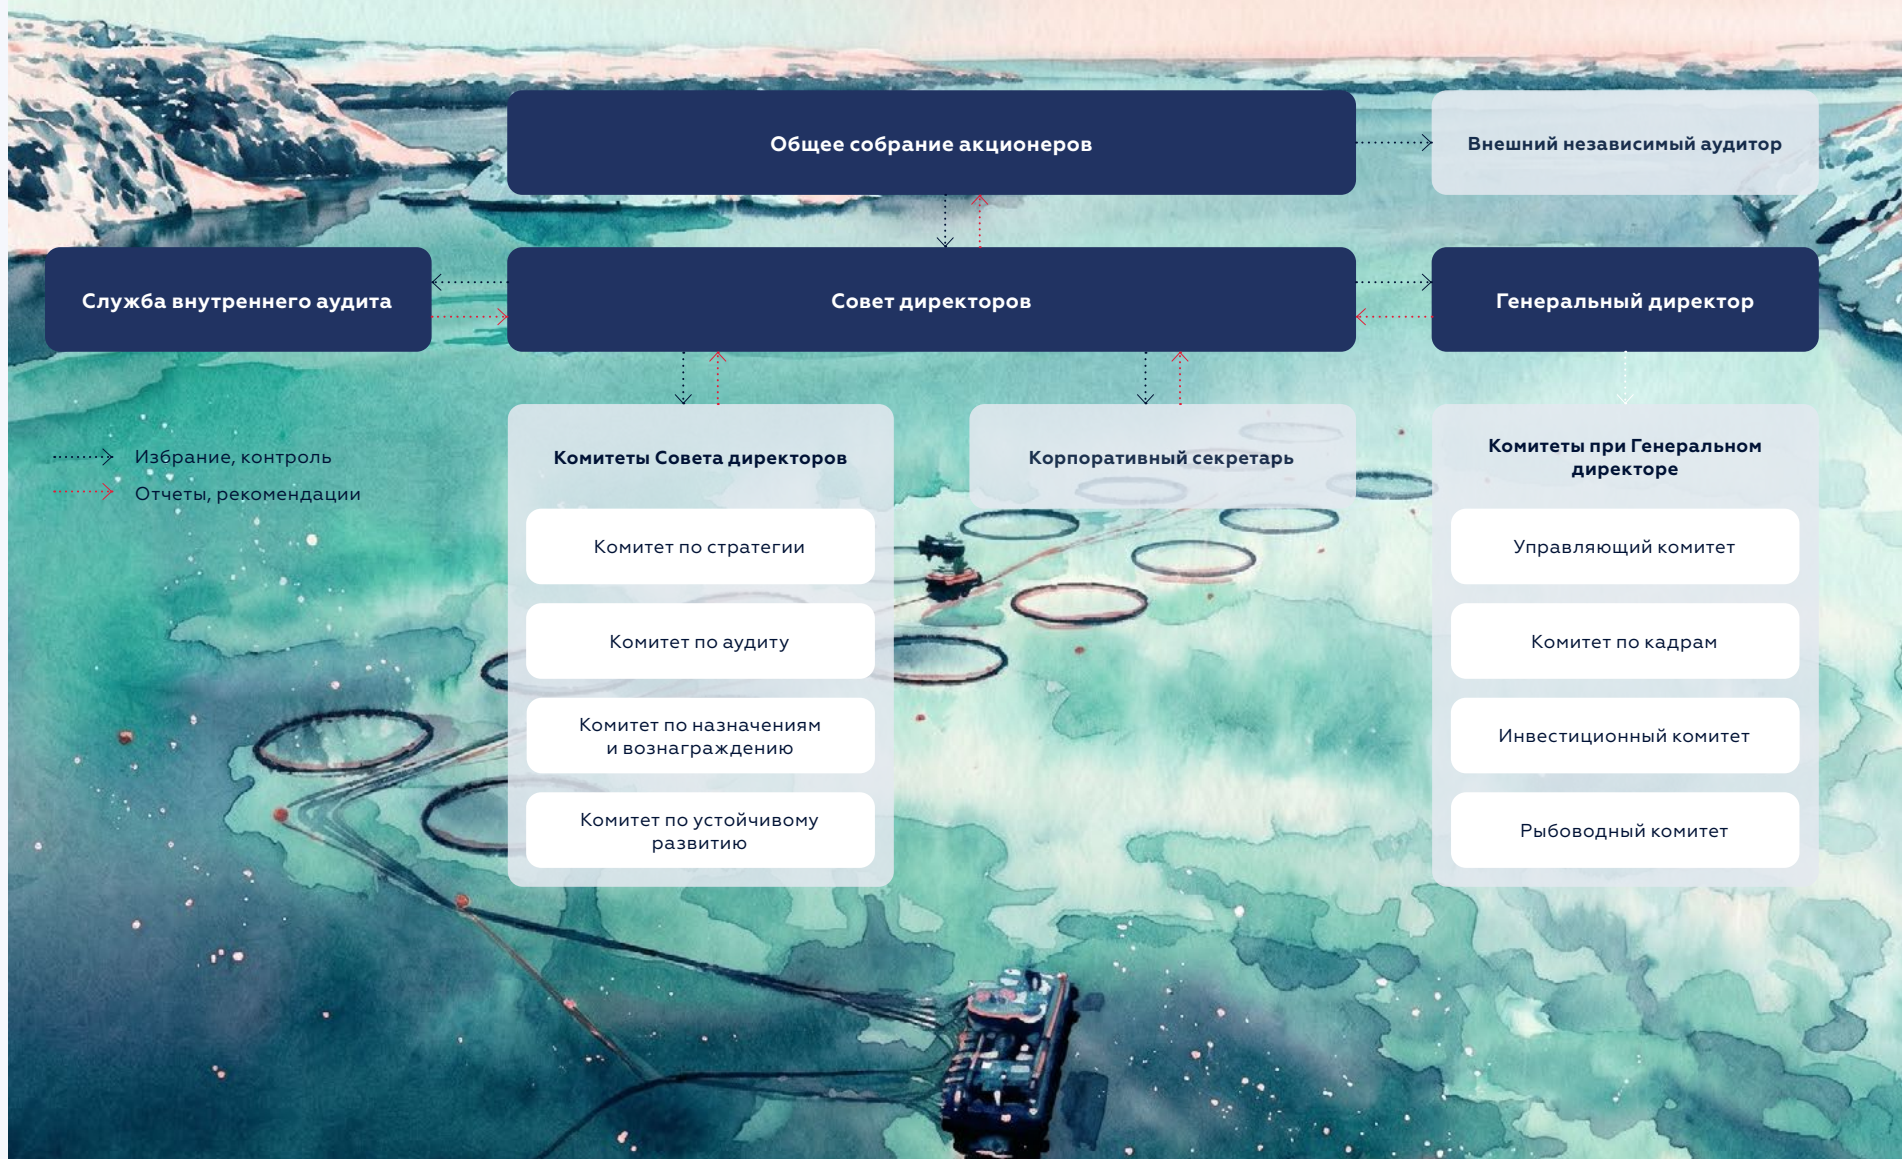 Общее собрание акционеров
Внешний независимый аудитор
Служба внутреннего аудита
Совет директоров
Генеральный директор
Избрание, контроль
Отчеты, рекомендации
Комитеты Совета директоров
Комитет по стратегии
Комитет по аудиту
Комитет по назначениям
и вознаграждению
Комитет по устойчивому
развитию
Корпоративный секретарь
Комитеты при Генеральном
директоре
Управляющий комитет
Комитет по кадрам
Инвестиционный комитет
Рыбоводный комитет